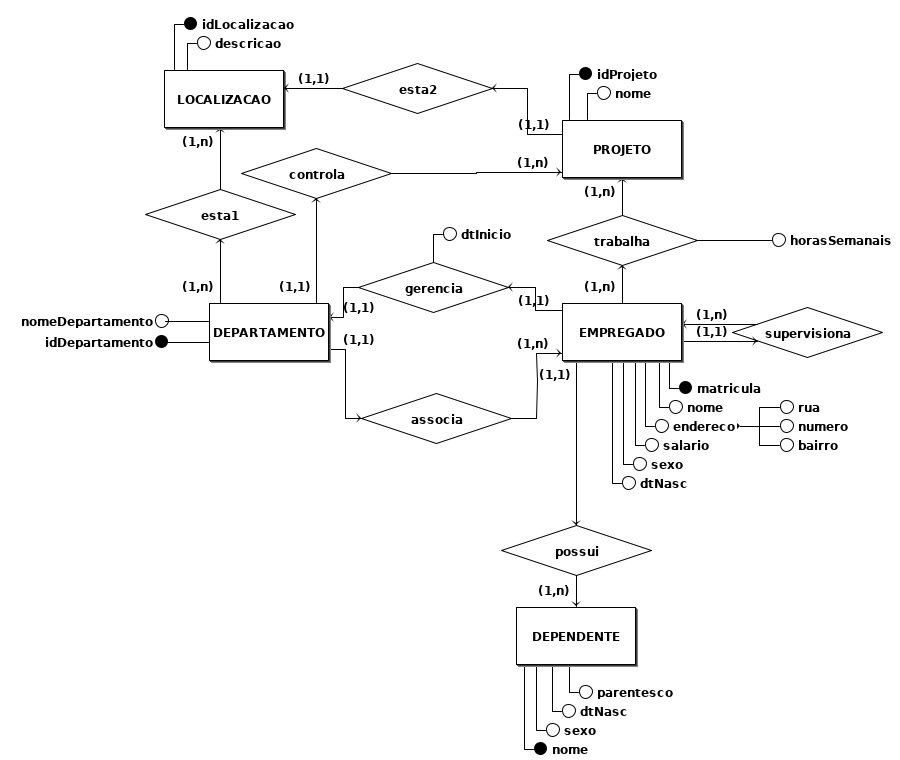 idLocalizacao
descricao
LOCALIZACAO
(1,1)
esta2
idProjeto
nome
(1,1)
PROJETO
(1,n)
controla
(1,n)
(1,n)
esta1
trabalha
horasSemanais
dtInicio
(1,n)
(1,1)
gerencia
(1,1)
(1,1)
(1,n)
nomeDepartamento
idDepartamento
DEPARTAMENTO
EMPREGADO
(1,n)
(1,1)
supervisiona
(1,1)
(1,n)
(1,1)
associa
matricula
nome
endereco
rua
numero
bairro
salario
sexo
dtNasc
possui
(1,n)
DEPENDENTE
parentesco
dtNasc
sexo
nome